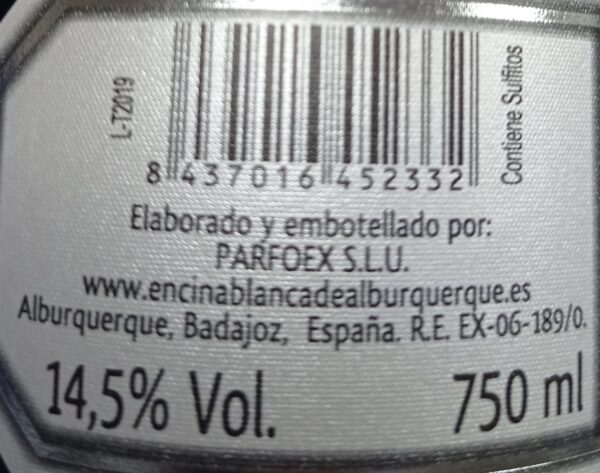 L-T2019
Contiene Sulfitos
8 437016 452332
Elaborado y embotellado por:
PARFOEX S.L.U.
www.encinablancadealburquerque.es
Alburquerque, Badajoz, España. R.E. EX-06-189/0.
14,5% Vol.
750 ml